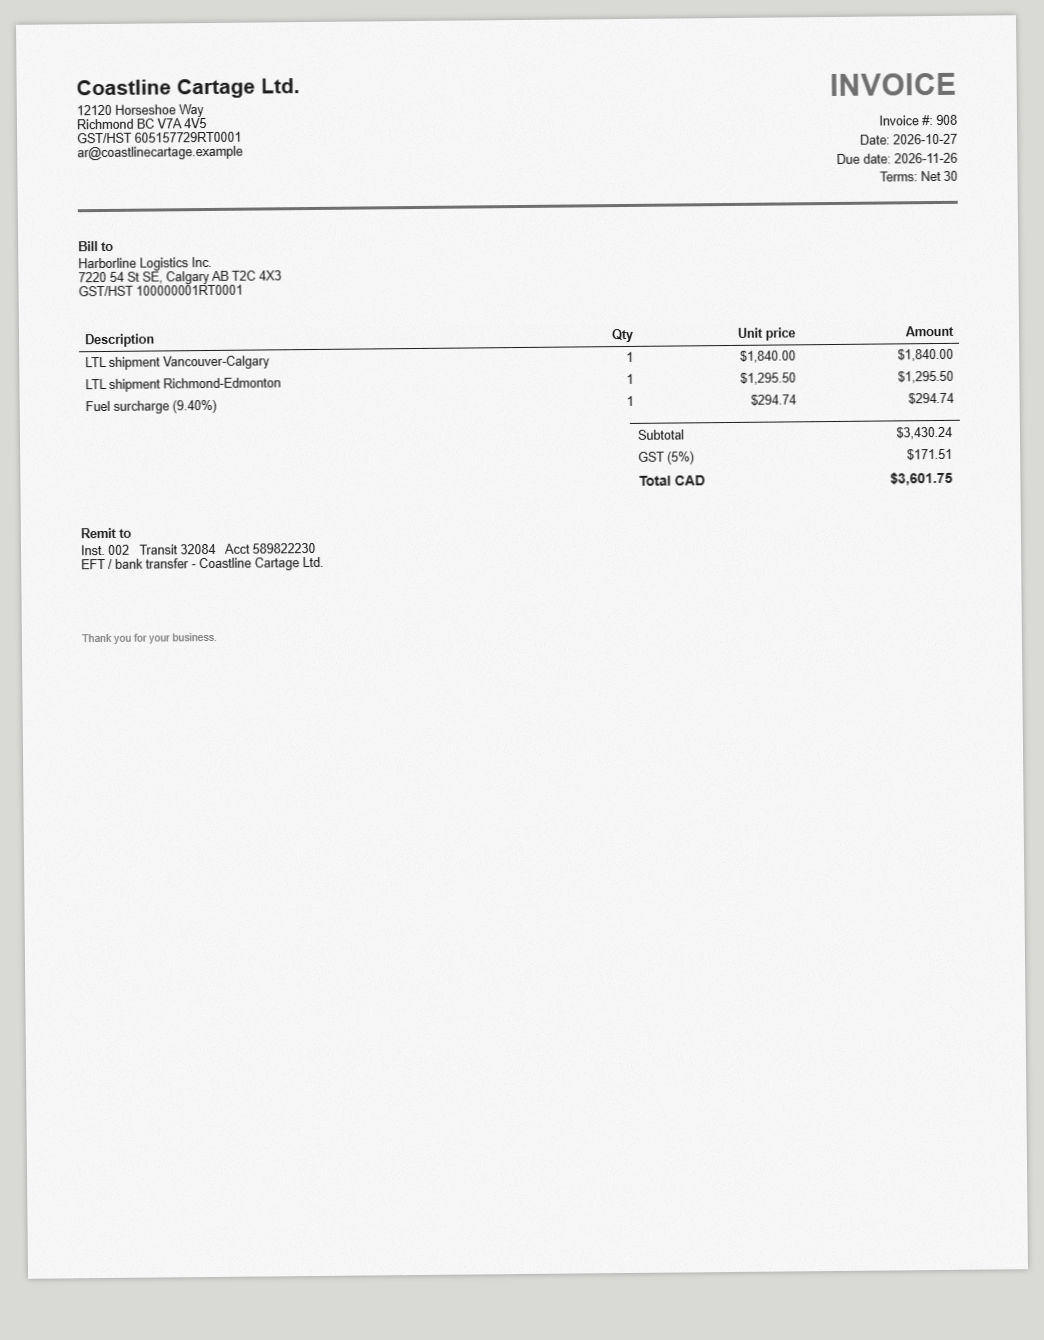 Coastline Cartage Ltd.
12120 Horseshoe Way
Richmond BC V7A 4V5
GST/HST 605157729RT0001
ar@coastlinecartage.example
INVOICE
Invoice #: 908
Date: 2026-10-27
Due date: 2026-11-26
Terms: Net 30
Bill to
Harborline Logistics Inc.
7220 54 St SE, Calgary AB T2C 4X3
GST/HST 100000001RT0001
Description Qty Unit price Amount
LTL shipment Vancouver-Calgary 1 $1,840.00 $1,840.00
LTL shipment Richmond-Edmonton 1 $1,295.50 $1,295.50
Fuel surcharge (9.40%) 1 $294.74 $294.74
Subtotal $3,430.24
GST (5%) $171.51
Total CAD $3,601.75
Remit to
Inst. 002 Transit 32084 Acct 589822230
EFT / bank transfer - Coastline Cartage Ltd.
Thank you for your business.